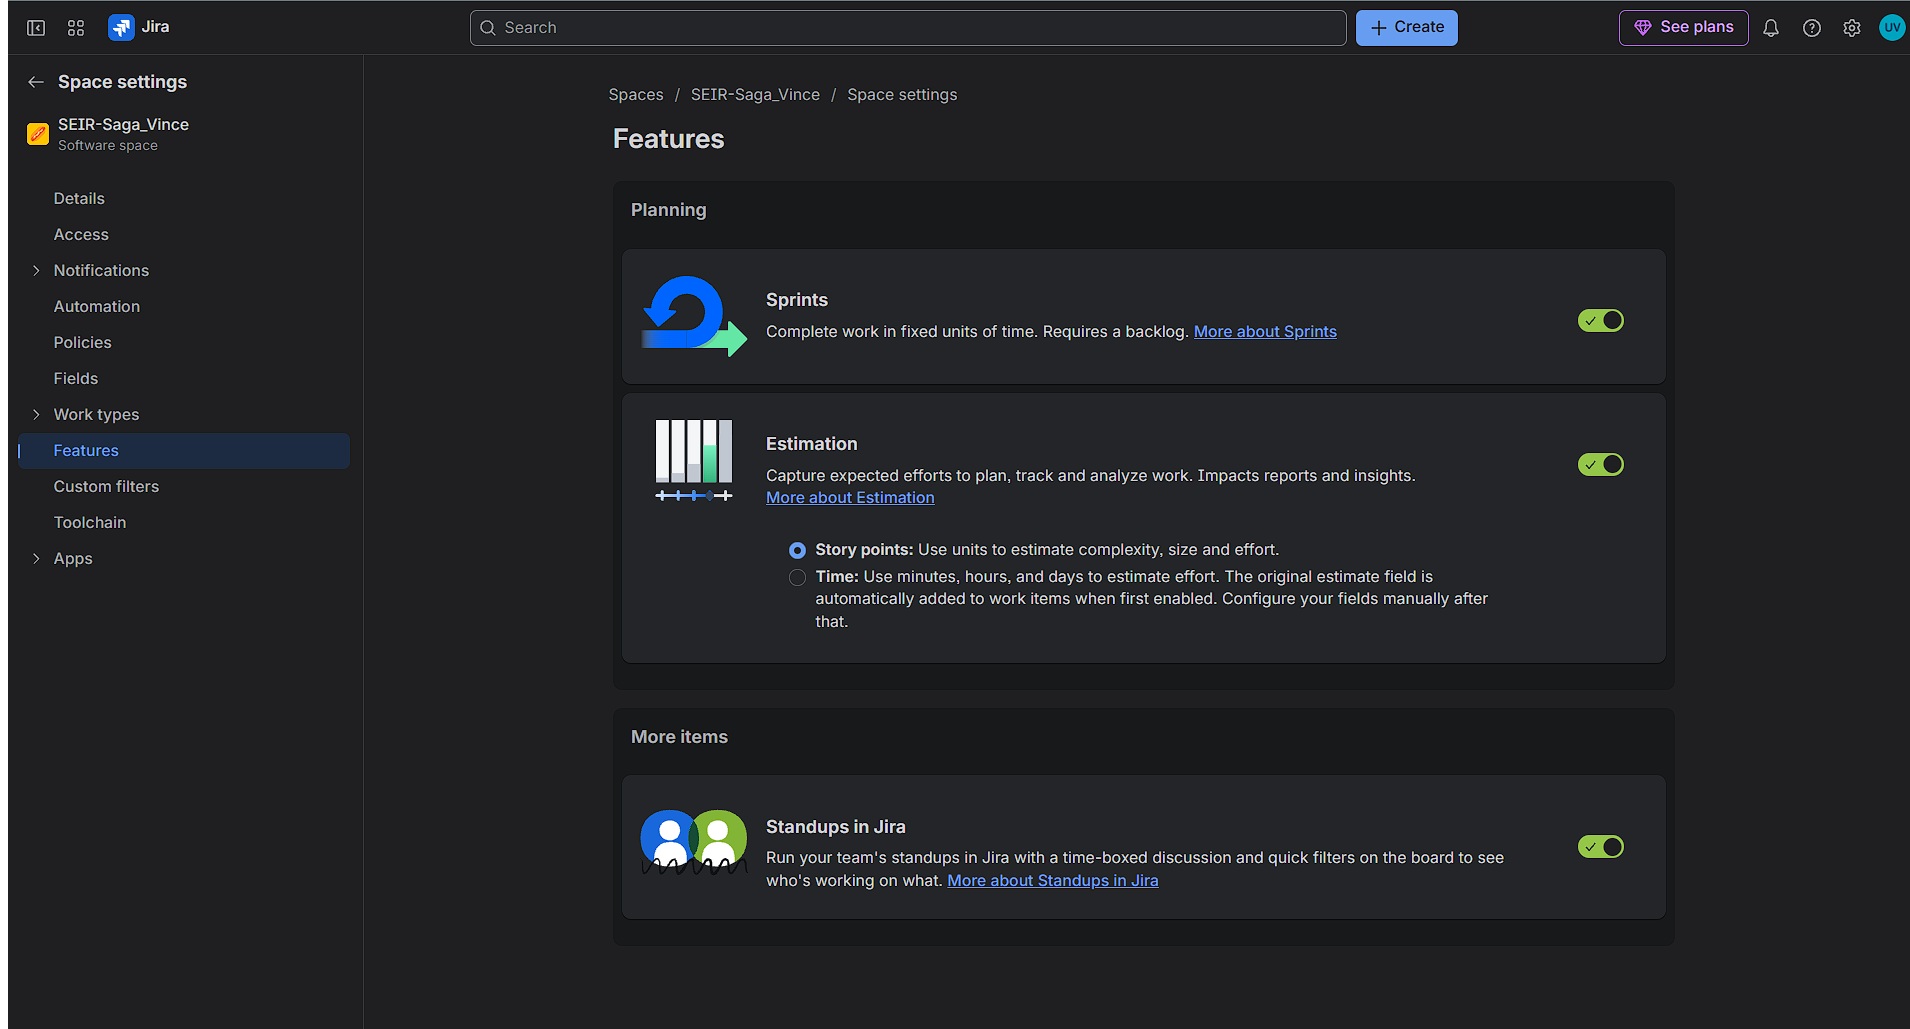 Jira
Search
Create
See plans
UV
Space settings
SEIR-Saga_Vince
Software space
Details
Access
Notifications
Automation
Policies
Fields
Work types
Features
Custom filters
Toolchain
Apps
Spaces / SEIR-Saga_Vince / Space settings
Features
Planning
Sprints
Complete work in fixed units of time. Requires a backlog. More about Sprints
Estimation
Capture expected efforts to plan, track and analyze work. Impacts reports and insights.
More about Estimation
Story points: Use units to estimate complexity, size and effort.
Time: Use minutes, hours, and days to estimate effort. The original estimate field is
automatically added to work items when first enabled. Configure your fields manually after
that.
More items
Standups in Jira
Run your team's standups in Jira with a time-boxed discussion and quick filters on the board to see
who's working on what. More about Standups in Jira